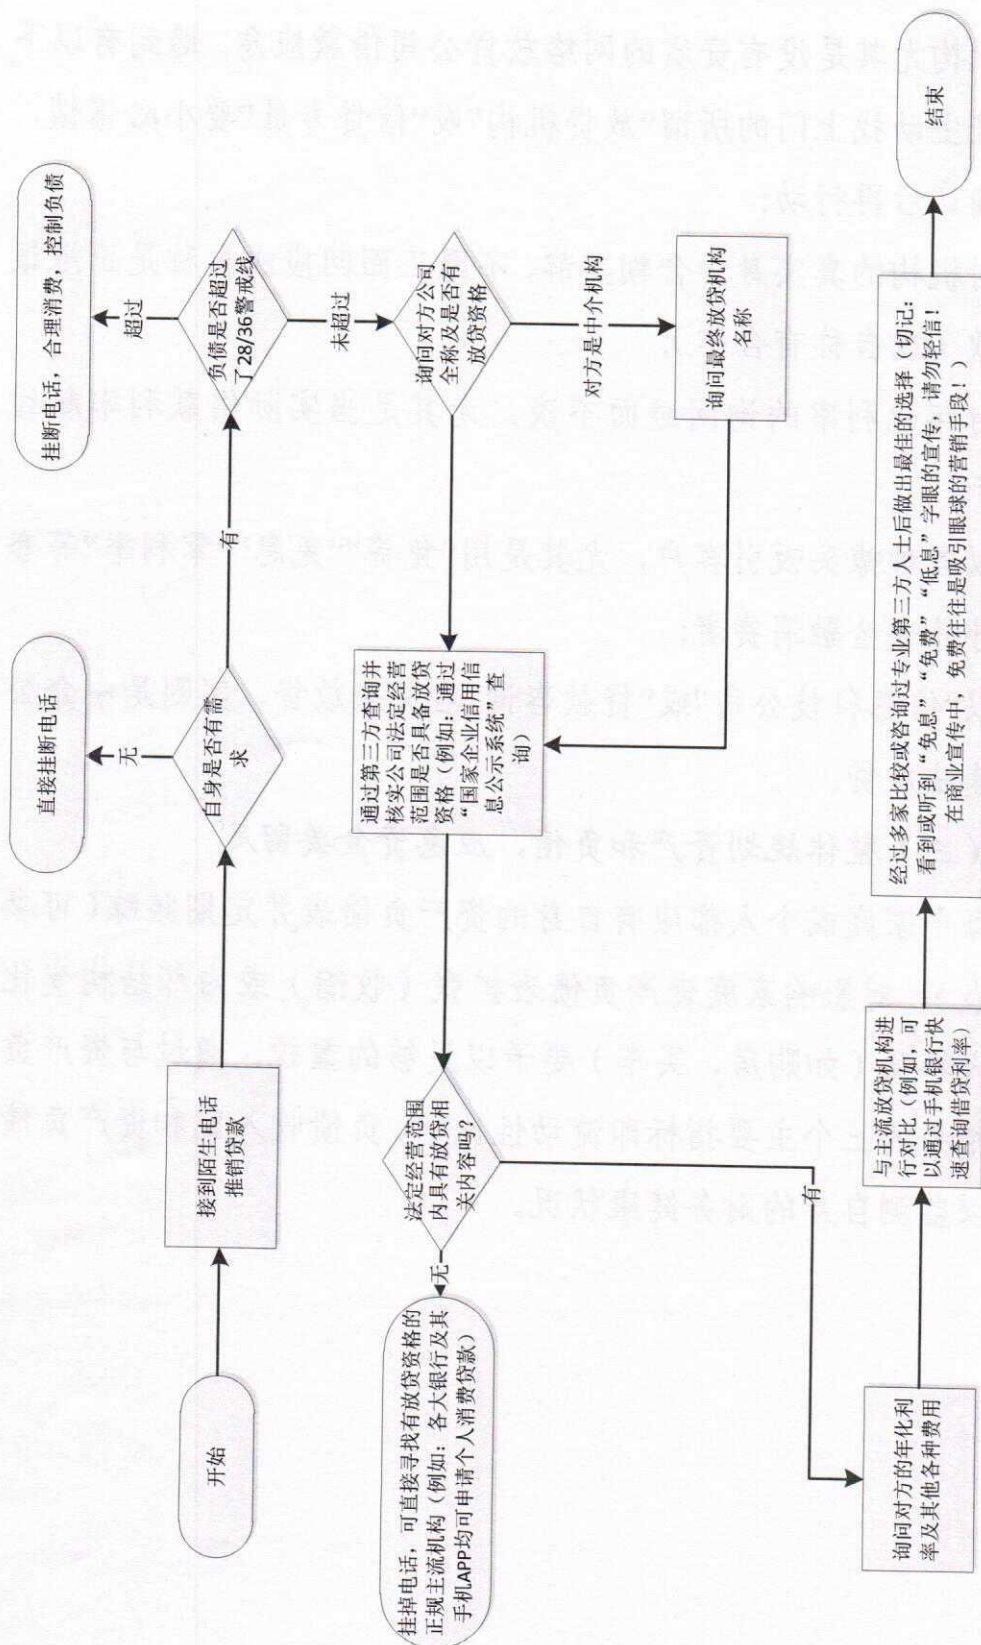 开始
接到陌生电话
推销贷款
自身是否有需
求
无
直接挂断电话
有
负债是否超过
了28/36警戒线
超过
挂断电话，合理消费，控制负债
未超过
询问对方公司
全称及是否有
放贷资格
对方是中介机构
询问最终放贷机构
名称
通过第三方查询并
核实公司法定经营
范围是否具备放贷
资格（例如：通过
“国家企业信用信
息公示系统”查
询）
法定经营范围
内具有放贷相
关内容吗？
无
挂掉电话，可直接寻找有放贷资格的
正规主流机构（例如：各大银行及其
手机APP均可申请个人消费贷款）
有
询问对方的年化利
率及其他各种费用
与主流放贷机构进
行对比（例如，可
以通过手机银行快
速查询借贷利率）
经过多家比较或咨询过专业第三方人士后做出最佳的选择（切记：
看到或听到“免息”“免费”“低息”字眼的宣传，请勿轻信！
在商业宣传中，免费往往是吸引眼球的营销手段！）
结束